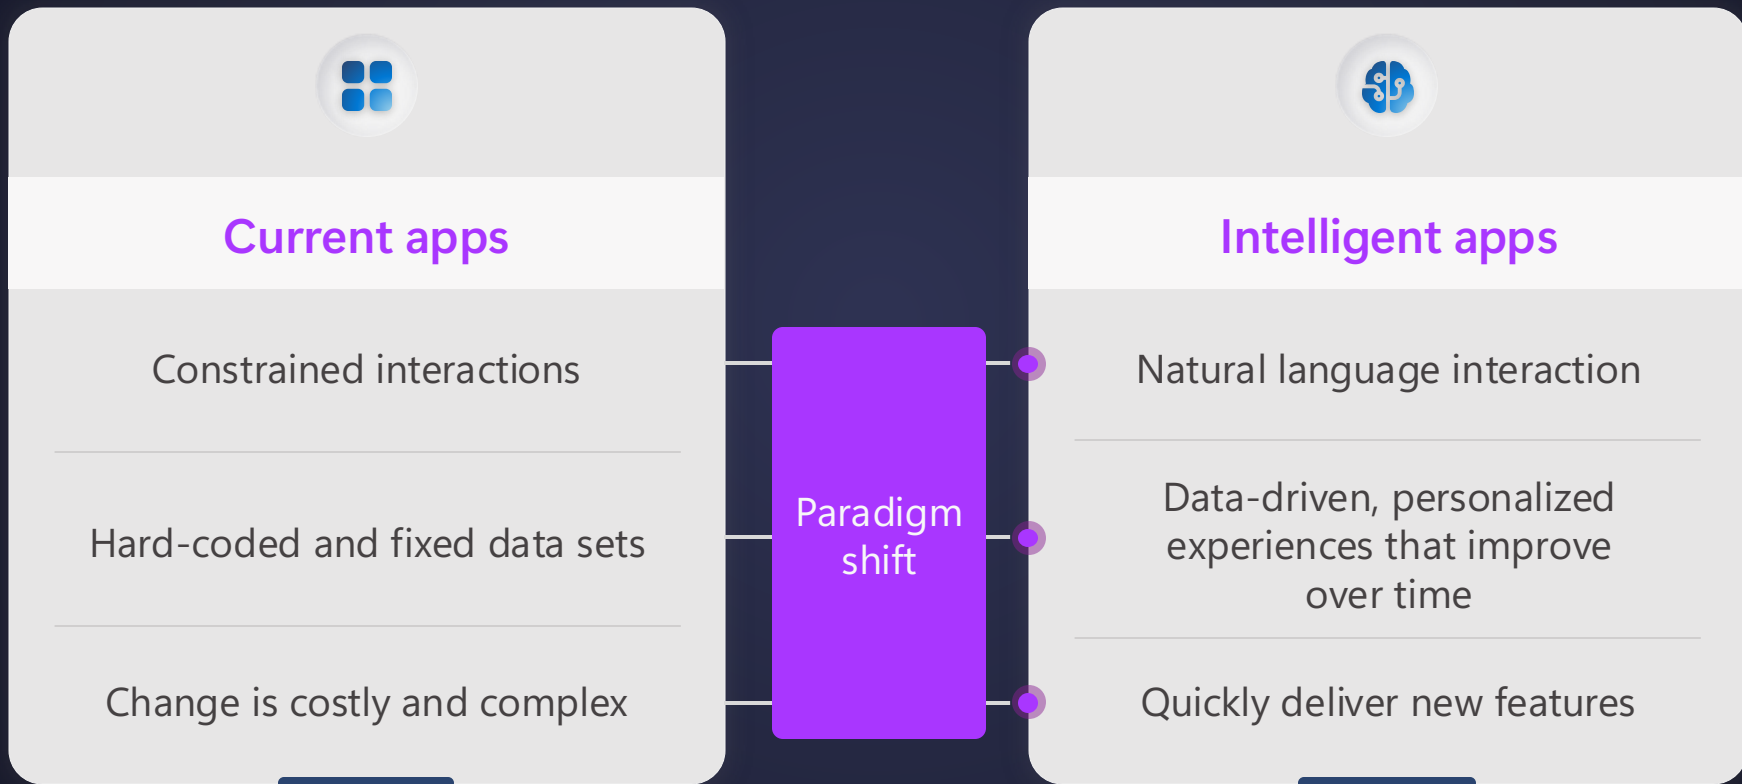 Current apps
Constrained interactions
Hard-coded and fixed data sets
Change is costly and complex
Paradigm
shift
Intelligent apps
Natural language interaction
Data-driven, personalized
experiences that improve
over time
Quickly deliver new features